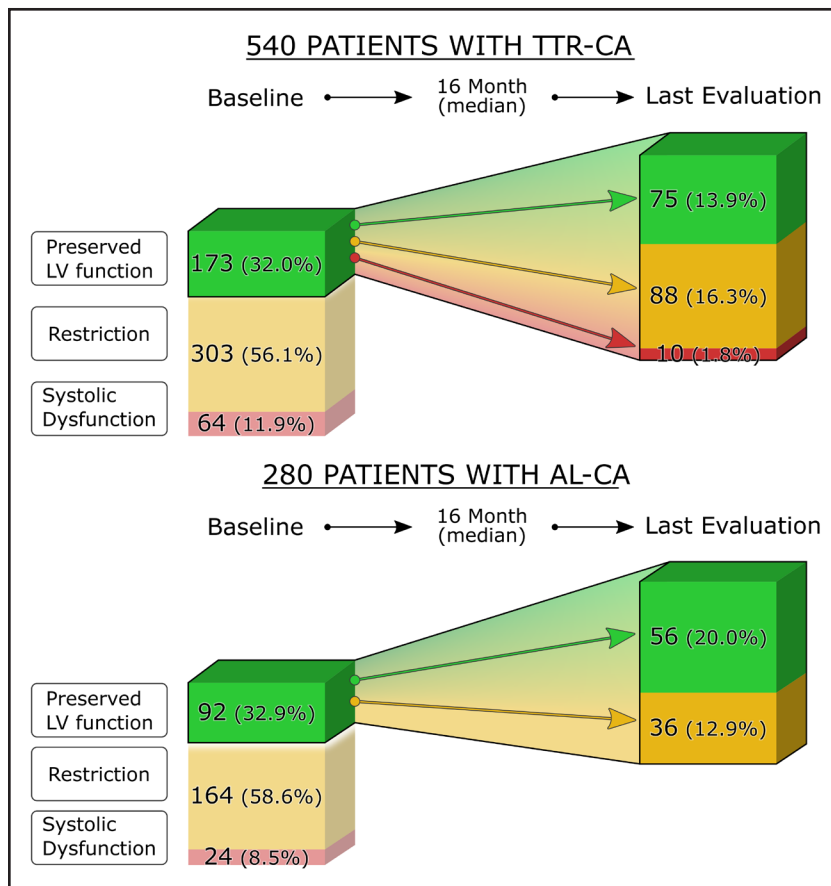 540 PATIENTS WITH TTR-CA
Baseline
16 Month
(median)
Last Evaluation
Preserved
LV function
173 (32.0%)
75 (13.9%)
Restriction
303 (56.1%)
88 (16.3%)
Systolic
Dysfunction
64 (11.9%)
10 (1.8%)
280 PATIENTS WITH AL-CA
Baseline
16 Month
(median)
Last Evaluation
Preserved
LV function
92 (32.9%)
56 (20.0%)
Restriction
164 (58.6%)
36 (12.9%)
Systolic
Dysfunction
24 (8.5%)